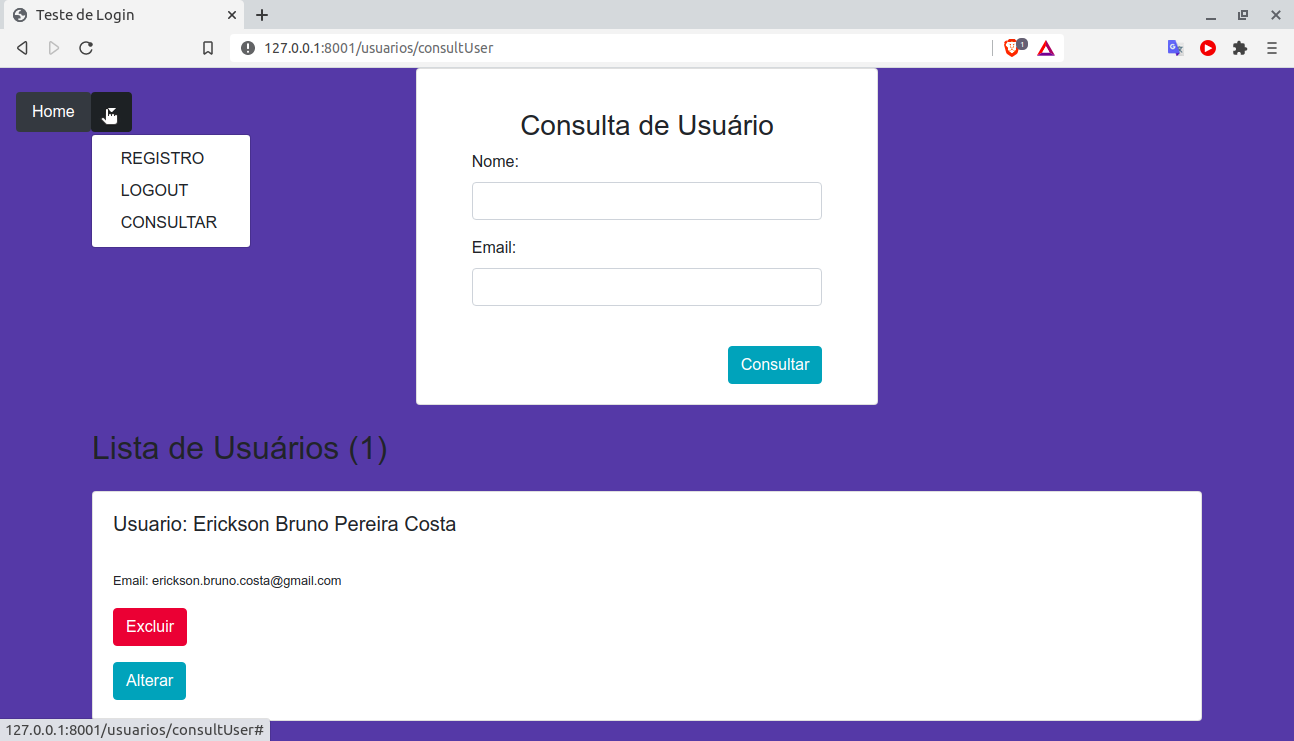 Teste de Login
127.0.0.1:8001/usuarios/consultUser
1
Home
REGISTRO
LOGOUT
CONSULTAR
Consulta de Usuário
Nome:
Email:
Consultar
Lista de Usuários (1)
Usuario: Erickson Bruno Pereira Costa
Email: erickson.bruno.costa@gmail.com
Excluir
Alterar
127.0.0.1:8001/usuarios/consultUser#